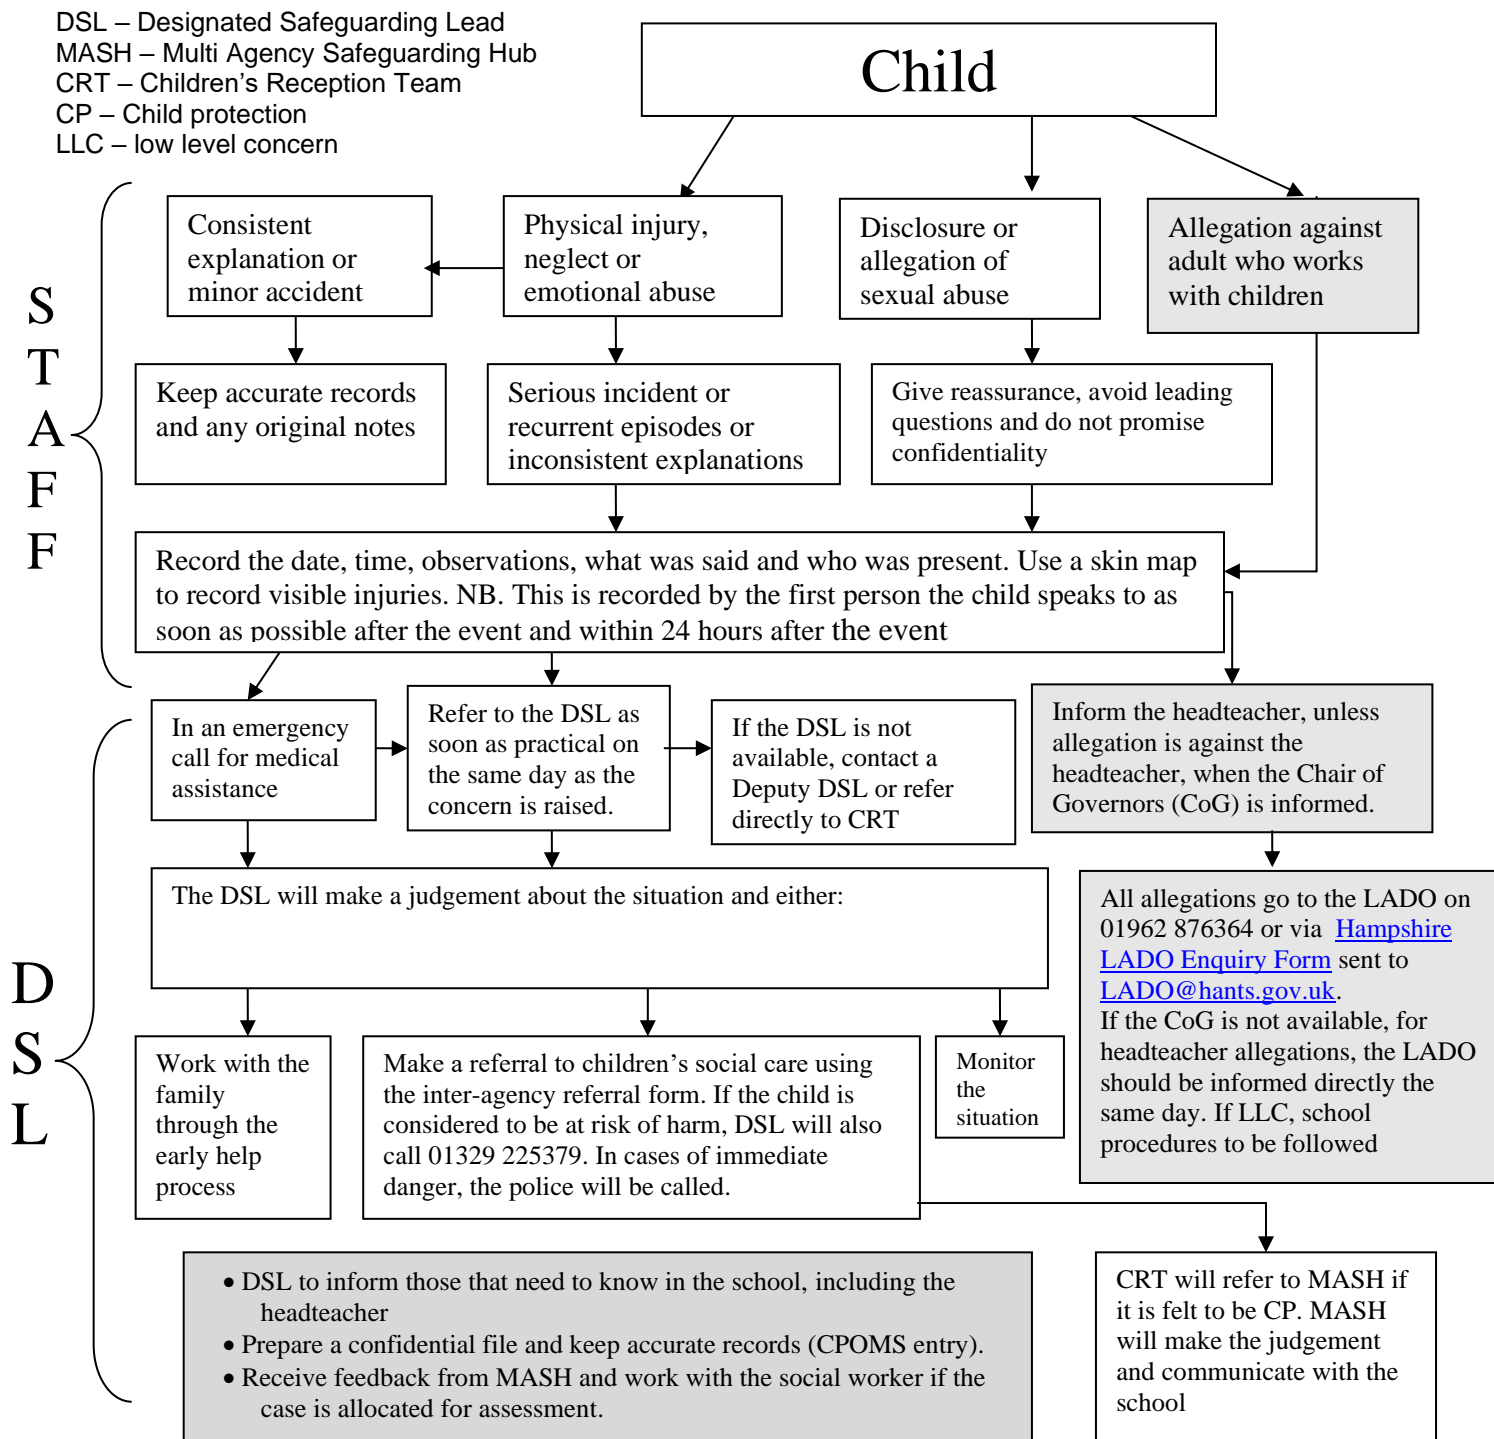 DSL – Designated Safeguarding Lead
MASH – Multi Agency Safeguarding Hub
CRT – Children's Reception Team
CP – Child protection
LLC – low level concern
Child
S
T
A
F
F
Consistent
explanation or
minor accident
Physical injury,
neglect or
emotional abuse
Disclosure or
allegation of
sexual abuse
Allegation against
adult who works
with children
Keep accurate records
and any original notes
Serious incident or
recurrent episodes or
inconsistent explanations
Give reassurance, avoid leading
questions and do not promise
confidentiality
Record the date, time, observations, what was said and who was present. Use a skin map
to record visible injuries. NB. This is recorded by the first person the child speaks to as
soon as possible after the event and within 24 hours after the event
D
S
L
In an emergency
call for medical
assistance
Refer to the DSL as
soon as practical on
the same day as the
concern is raised.
If the DSL is not
available, contact a
Deputy DSL or refer
directly to CRT
Inform the headteacher, unless
allegation is against the
headteacher, when the Chair of
Governors (CoG) is informed.
The DSL will make a judgement about the situation and either:
All allegations go to the LADO on
01962 876364 or via Hampshire
LADO Enquiry Form sent to
LADO@hants.gov.uk.
If the CoG is not available, for
headteacher allegations, the LADO
should be informed directly the
same day. If LLC, school
procedures to be followed
Work with the
family
through the
early help
process
Make a referral to children's social care using
the inter-agency referral form. If the child is
considered to be at risk of harm, DSL will also
call 01329 225379. In cases of immediate
danger, the police will be called.
Monitor
the
situation
• DSL to inform those that need to know in the school, including the
headteacher
• Prepare a confidential file and keep accurate records (CPOMS entry).
• Receive feedback from MASH and work with the social worker if the
case is allocated for assessment.
CRT will refer to MASH if
it is felt to be CP. MASH
will make the judgement
and communicate with the
school